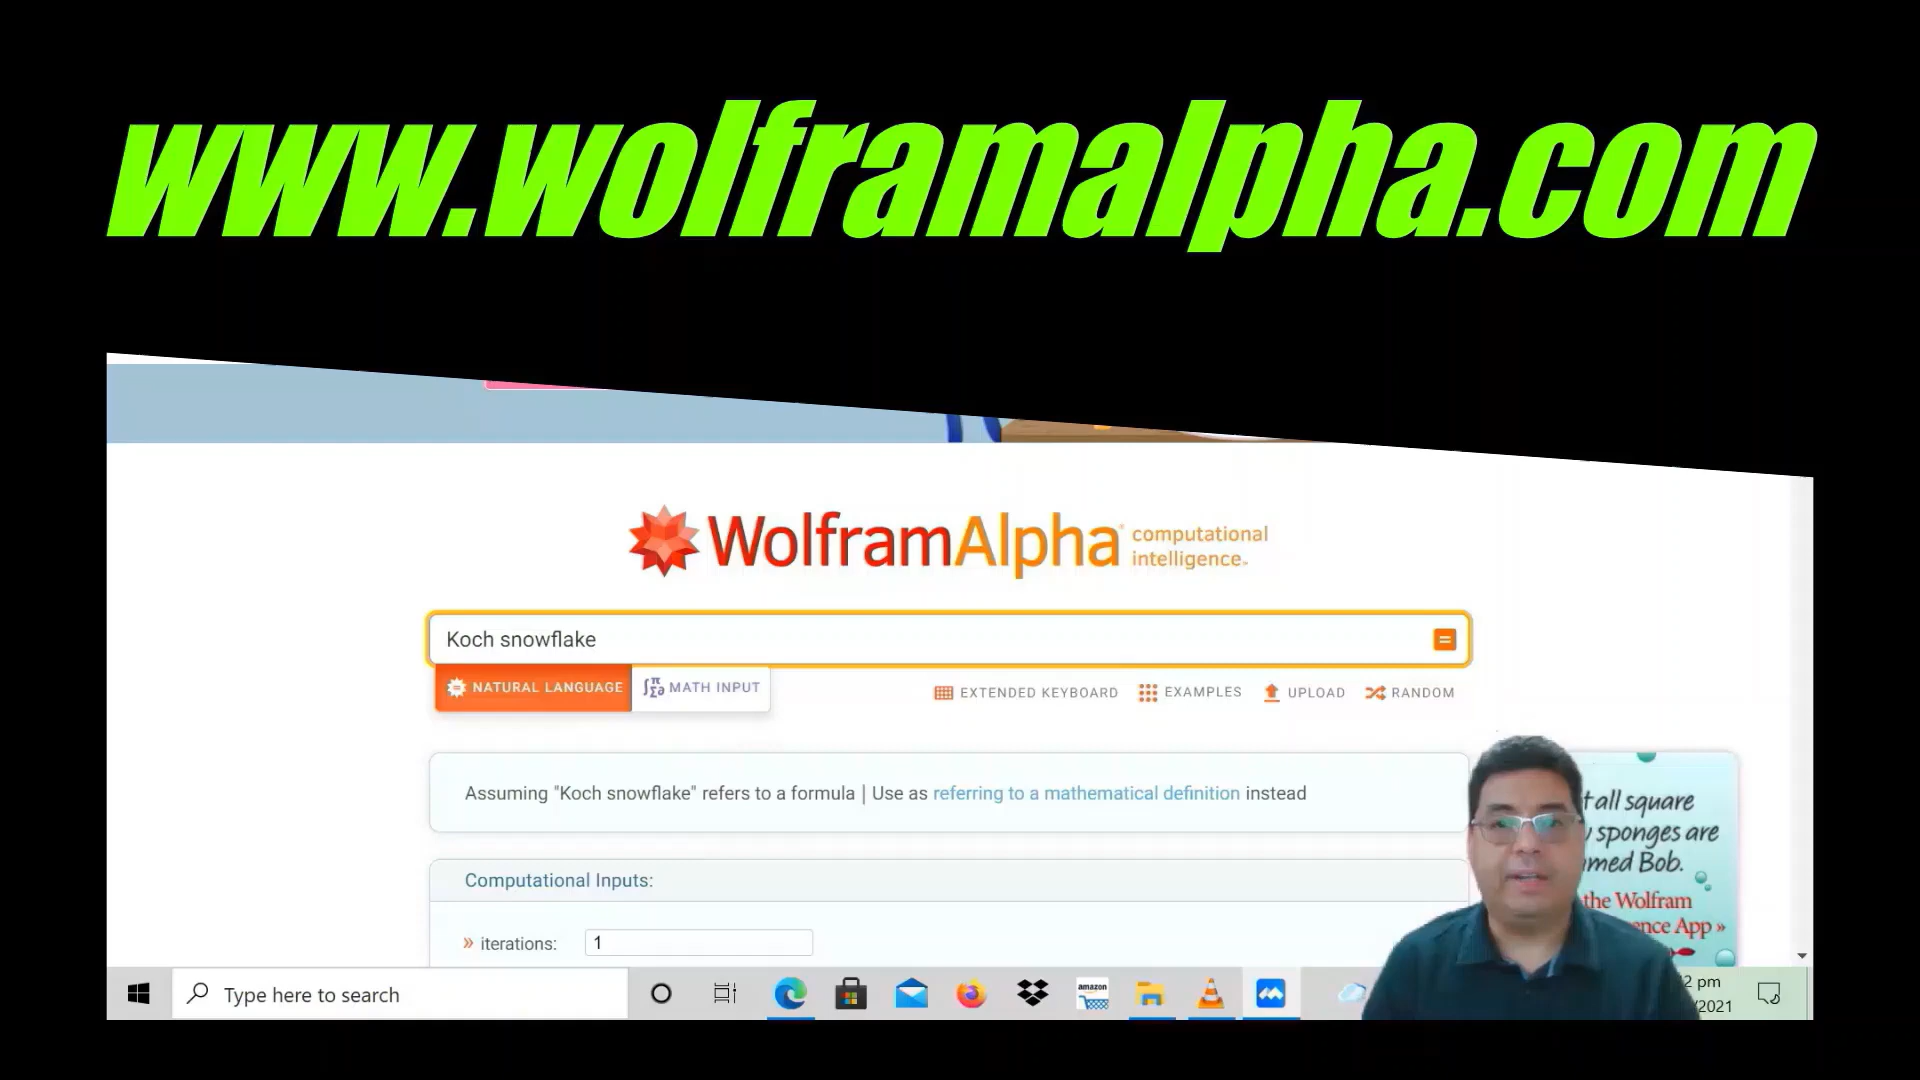 www.wolframalpha.com
WolframAlpha computational intelligence
Koch snowflake
NATURAL LANGUAGE
MATH INPUT
EXTENDED KEYBOARD
EXAMPLES
UPLOAD
RANDOM
Assuming "Koch snowflake" refers to a formula | Use as referring to a mathematical definition instead
Computational Inputs:
» iterations: 1
all square
sponges are
Bob.
the Wolfram
App »
Type here to search
amazon
pm
2021